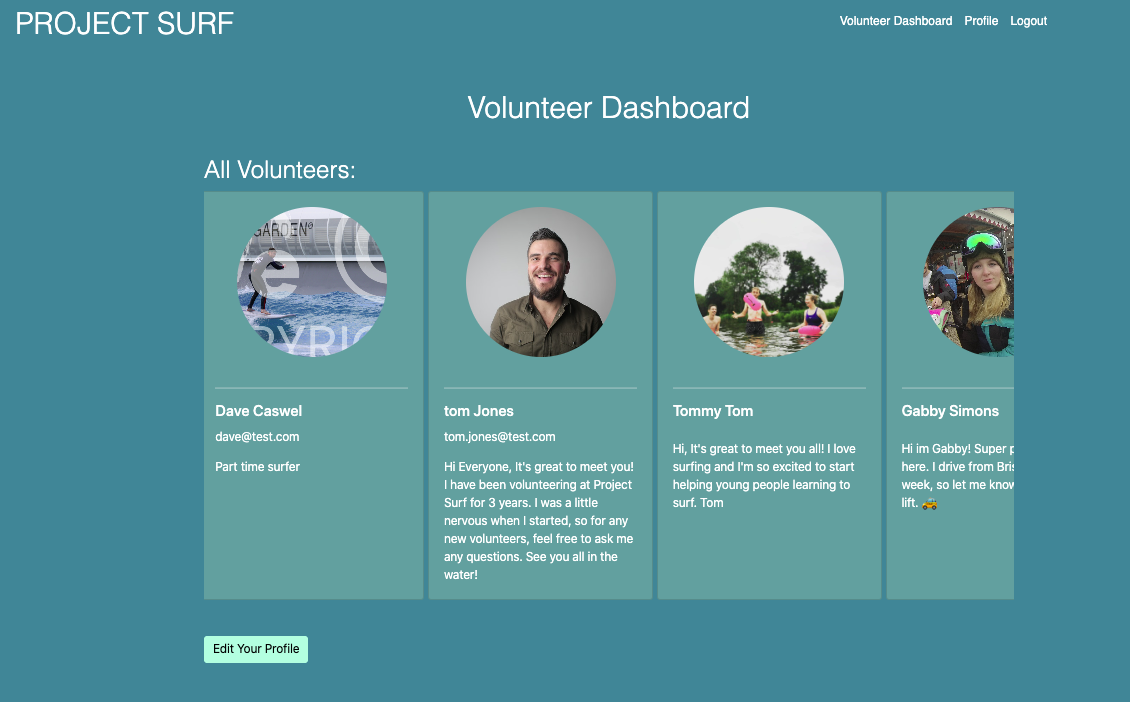 PROJECT SURF
Volunteer Dashboard Profile Logout
Volunteer Dashboard
All Volunteers:
GARDEN®
e
PYRIG
Dave Caswel
dave@test.com
Part time surfer
tom Jones
tom.jones@test.com
Hi Everyone, It's great to meet you!
I have been volunteering at Project
Surf for 3 years. I was a little
nervous when I started, so for any
new volunteers, feel free to ask me
any questions. See you all in the
water!
Tommy Tom
Hi, It's great to meet you all! I love
surfing and I'm so excited to start
helping young people learning to
surf. Tom
Gabby Simons
Hi im Gabby! Super
here. I drive from
week, so let me know
lift. 🚕
Edit Your Profile